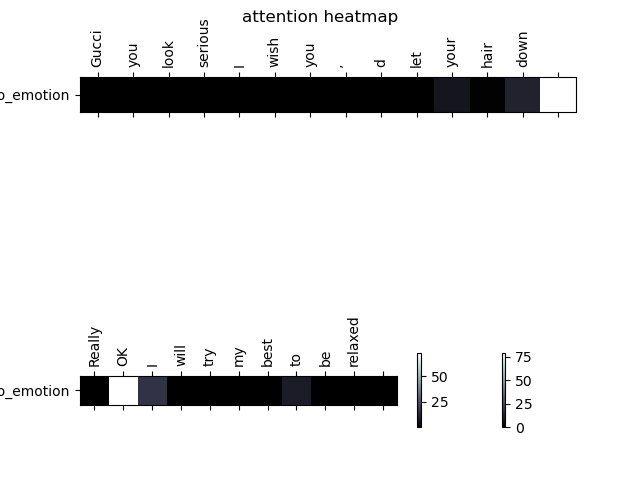 attention heatmap
Gucci you look serious I wish you ' d let your hair down
o_emotion
Really OK I will try my best to be relaxed
o_emotion
50
25
75
50
25
0